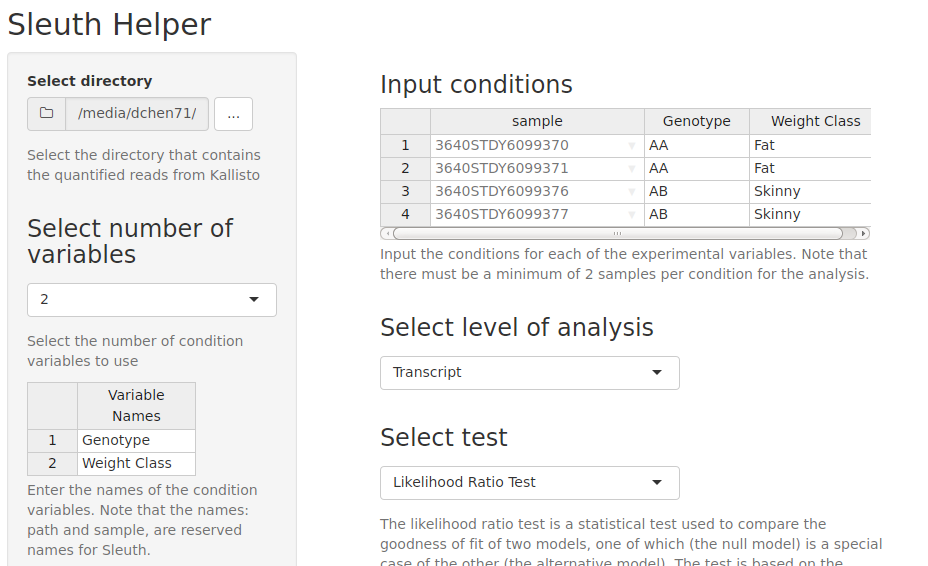 Sleuth Helper
Select directory
/media/dchen71/
...
Select the directory that contains
the quantified reads from Kallisto
Select number of
variables
2
Select the number of condition
variables to use
Variable
Names
1 Genotype
2 Weight Class
Enter the names of the condition
variables. Note that the names:
path and sample, are reserved
names for Sleuth.
Input conditions
sample Genotype Weight Class
1 3640STDY6099370 AA Fat
2 3640STDY6099371 AA Fat
3 3640STDY6099376 AB Skinny
4 3640STDY6099377 AB Skinny
Input the conditions for each of the experimental variables. Note that
there must be a minimum of 2 samples per condition for the analysis.
Select level of analysis
Transcript
Select test
Likelihood Ratio Test
The likelihood ratio test is a statistical test used to compare the
goodness of fit of two models, one of which (the null model) is a special
case of the other (the alternative model). The test is based on the